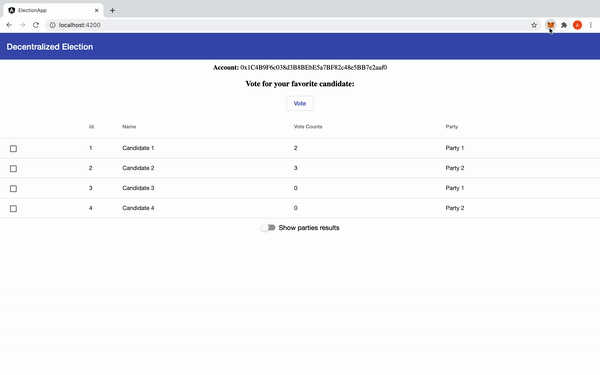 ElectionApp
localhost:4200
A
Decentralized Election
Account: 0x1C4B9F6c038d3B8BEbE5a7BF82c48e5BB7e2aaf0
Vote for your favorite candidate:
Vote
Id. Name Vote Counts Party
1 Candidate 1 2 Party 1
2 Candidate 2 3 Party 2
3 Candidate 3 0 Party 1
4 Candidate 4 0 Party 2
Show parties results